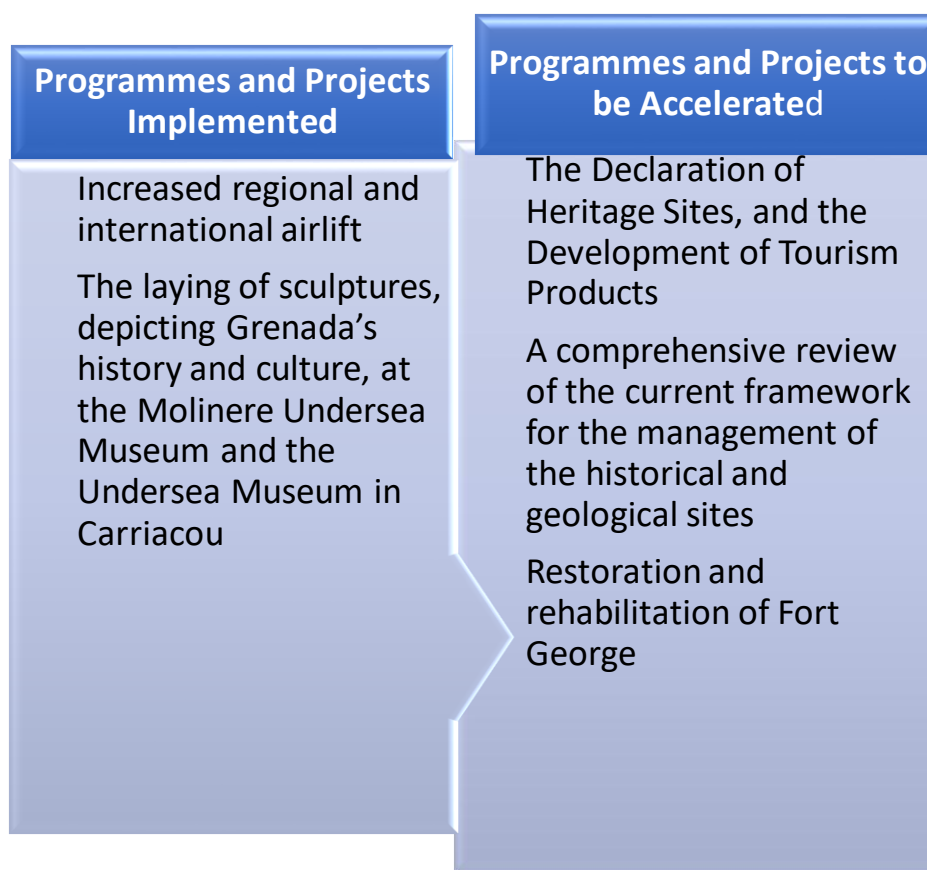 Programmes and Projects
Implemented
Increased regional and
international airlift
The laying of sculptures,
depicting Grenada’s
history and culture, at
the Molinere Undersea
Museum and the
Undersea Museum in
Carriacou
Programmes and Projects to
be Accelerated
The Declaration of
Heritage Sites, and the
Development of Tourism
Products
A comprehensive review
of the current framework
for the management of
the historical and
geological sites
Restoration and
rehabilitation of Fort
George